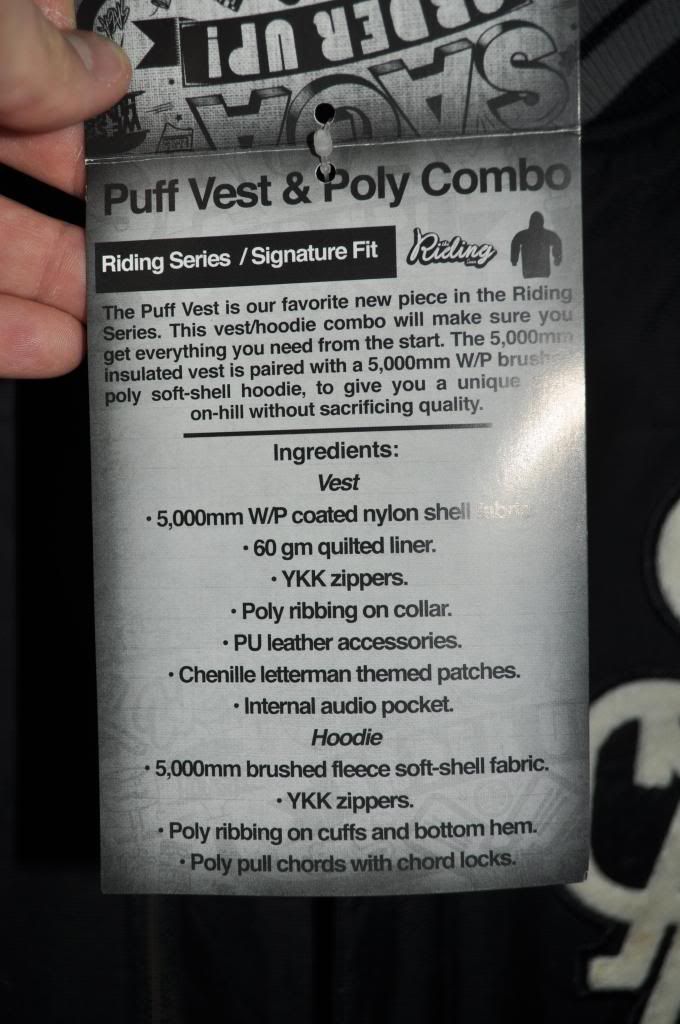 ORDER UP!
SAGA
Puff Vest & Poly Combo
Riding Series / Signature Fit
the Riding
The Puff Vest is our favorite new piece in the Riding
Series. This vest/hoodie combo will make sure you
get everything you need from the start. The 5,000mm
insulated vest is paired with a 5,000mm W/P brushed
poly soft-shell hoodie, to give you a unique
on-hill without sacrificing quality.
Ingredients:
Vest
· 5,000mm W/P coated nylon shell fabric
· 60 gm quilted liner.
· YKK zippers.
· Poly ribbing on collar.
· PU leather accessories.
· Chenille letterman themed patches.
· Internal audio pocket.
Hoodie
· 5,000mm brushed fleece soft-shell fabric.
· YKK zippers.
· Poly ribbing on cuffs and bottom hem.
· Poly pull chords with chord locks.